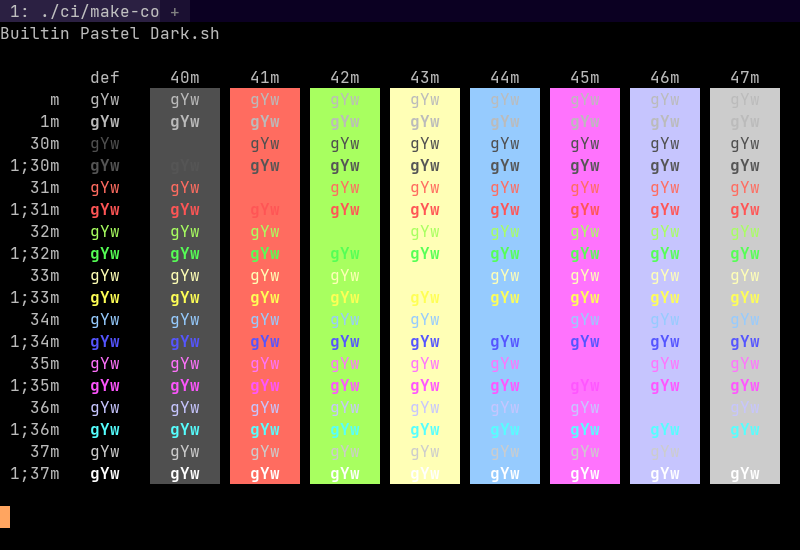 1: ./ci/make-co +
Builtin Pastel Dark.sh
def 40m 41m 42m 43m 44m 45m 46m 47m
m gYw gYw gYw gYw gYw gYw gYw gYw gYw
1m gYw gYw gYw gYw gYw gYw gYw gYw gYw
30m gYw gYw gYw gYw gYw gYw gYw gYw
1;30m gYw gYw gYw gYw gYw gYw gYw gYw gYw
31m gYw gYw gYw gYw gYw gYw gYw gYw
1;31m gYw gYw gYw gYw gYw gYw gYw gYw gYw
32m gYw gYw gYw gYw gYw gYw gYw gYw
1;32m gYw gYw gYw gYw gYw gYw gYw gYw gYw
33m gYw gYw gYw gYw gYw gYw gYw gYw
1;33m gYw gYw gYw gYw gYw gYw gYw gYw gYw
34m gYw gYw gYw gYw gYw gYw gYw gYw
1;34m gYw gYw gYw gYw gYw gYw gYw gYw gYw
35m gYw gYw gYw gYw gYw gYw gYw gYw
1;35m gYw gYw gYw gYw gYw gYw gYw gYw gYw
36m gYw gYw gYw gYw gYw gYw gYw gYw
1;36m gYw gYw gYw gYw gYw gYw gYw gYw gYw
37m gYw gYw gYw gYw gYw gYw gYw gYw
1;37m gYw gYw gYw gYw gYw gYw gYw gYw gYw